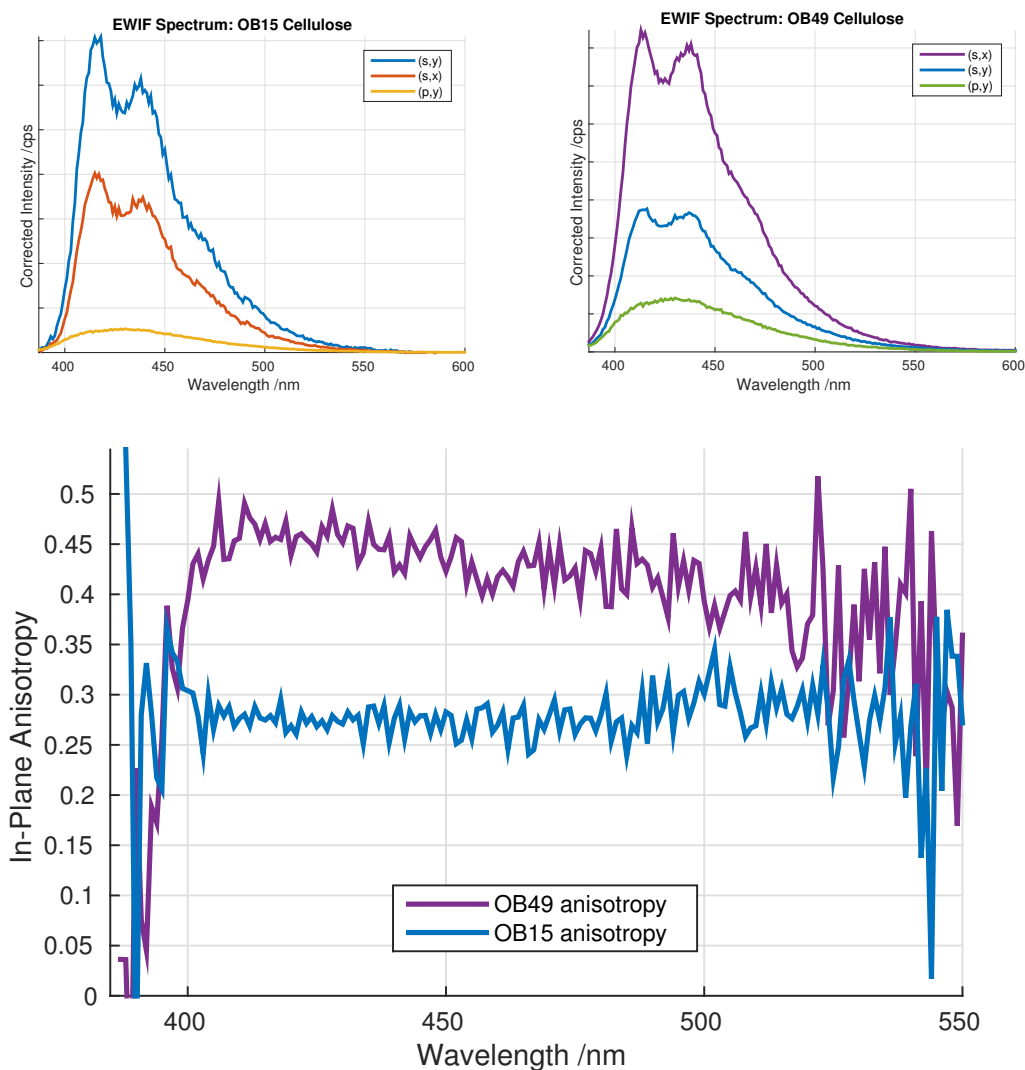 EWIF Spectrum: OB15 Cellulose
(s,y)
(s,x)
(p,y)
Corrected Intensity /cps
400
450
500
550
600
Wavelength /nm
EWIF Spectrum: OB49 Cellulose
(s,x)
(s,y)
(p,y)
Corrected Intensity /cps
400
450
500
550
600
Wavelength /nm
0.5
0.45
0.4
0.35
0.3
0.25
0.2
0.15
0.1
0.05
0
In-Plane Anisotropy
OB49 anisotropy
OB15 anisotropy
400
450
500
550
Wavelength /nm